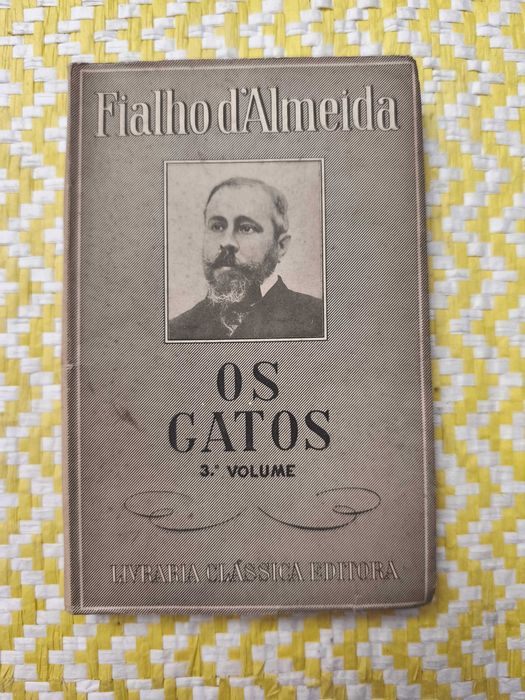 Fialho d'Almeida
OS
GATOS
3.º VOLUME
LIVRARIA CLÁSSICA EDITORA